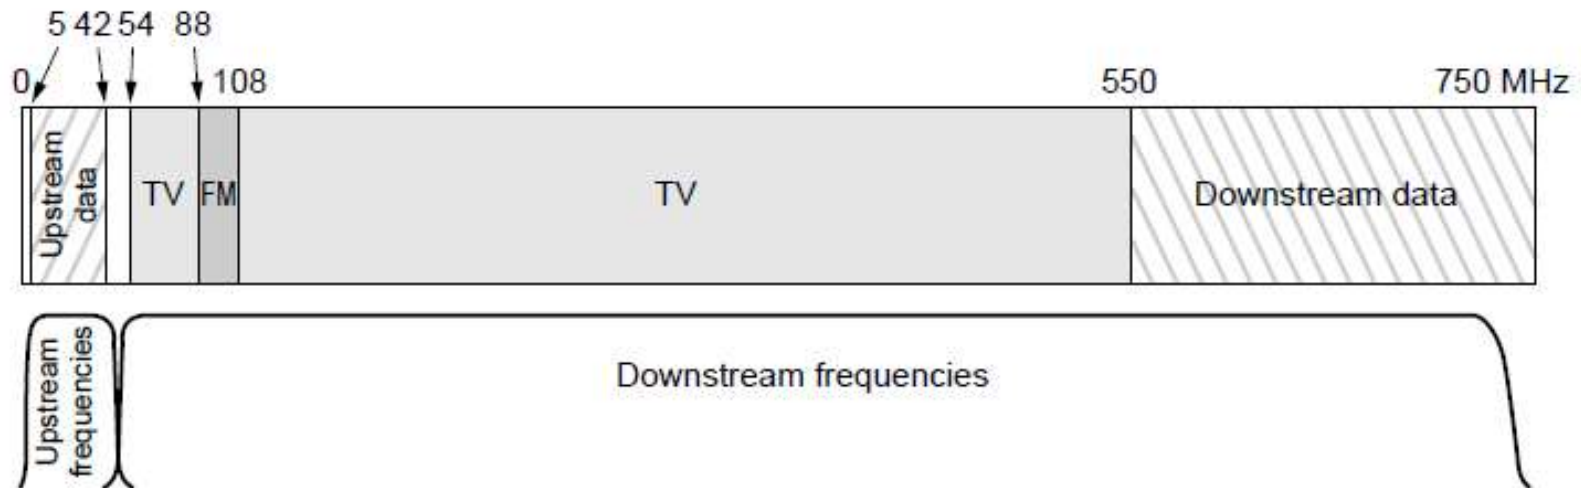 5 42 54 88
0 108 550 750 MHz
Upstream
data
TV
FM
TV
Downstream data
Upstream
frequencies
Downstream frequencies